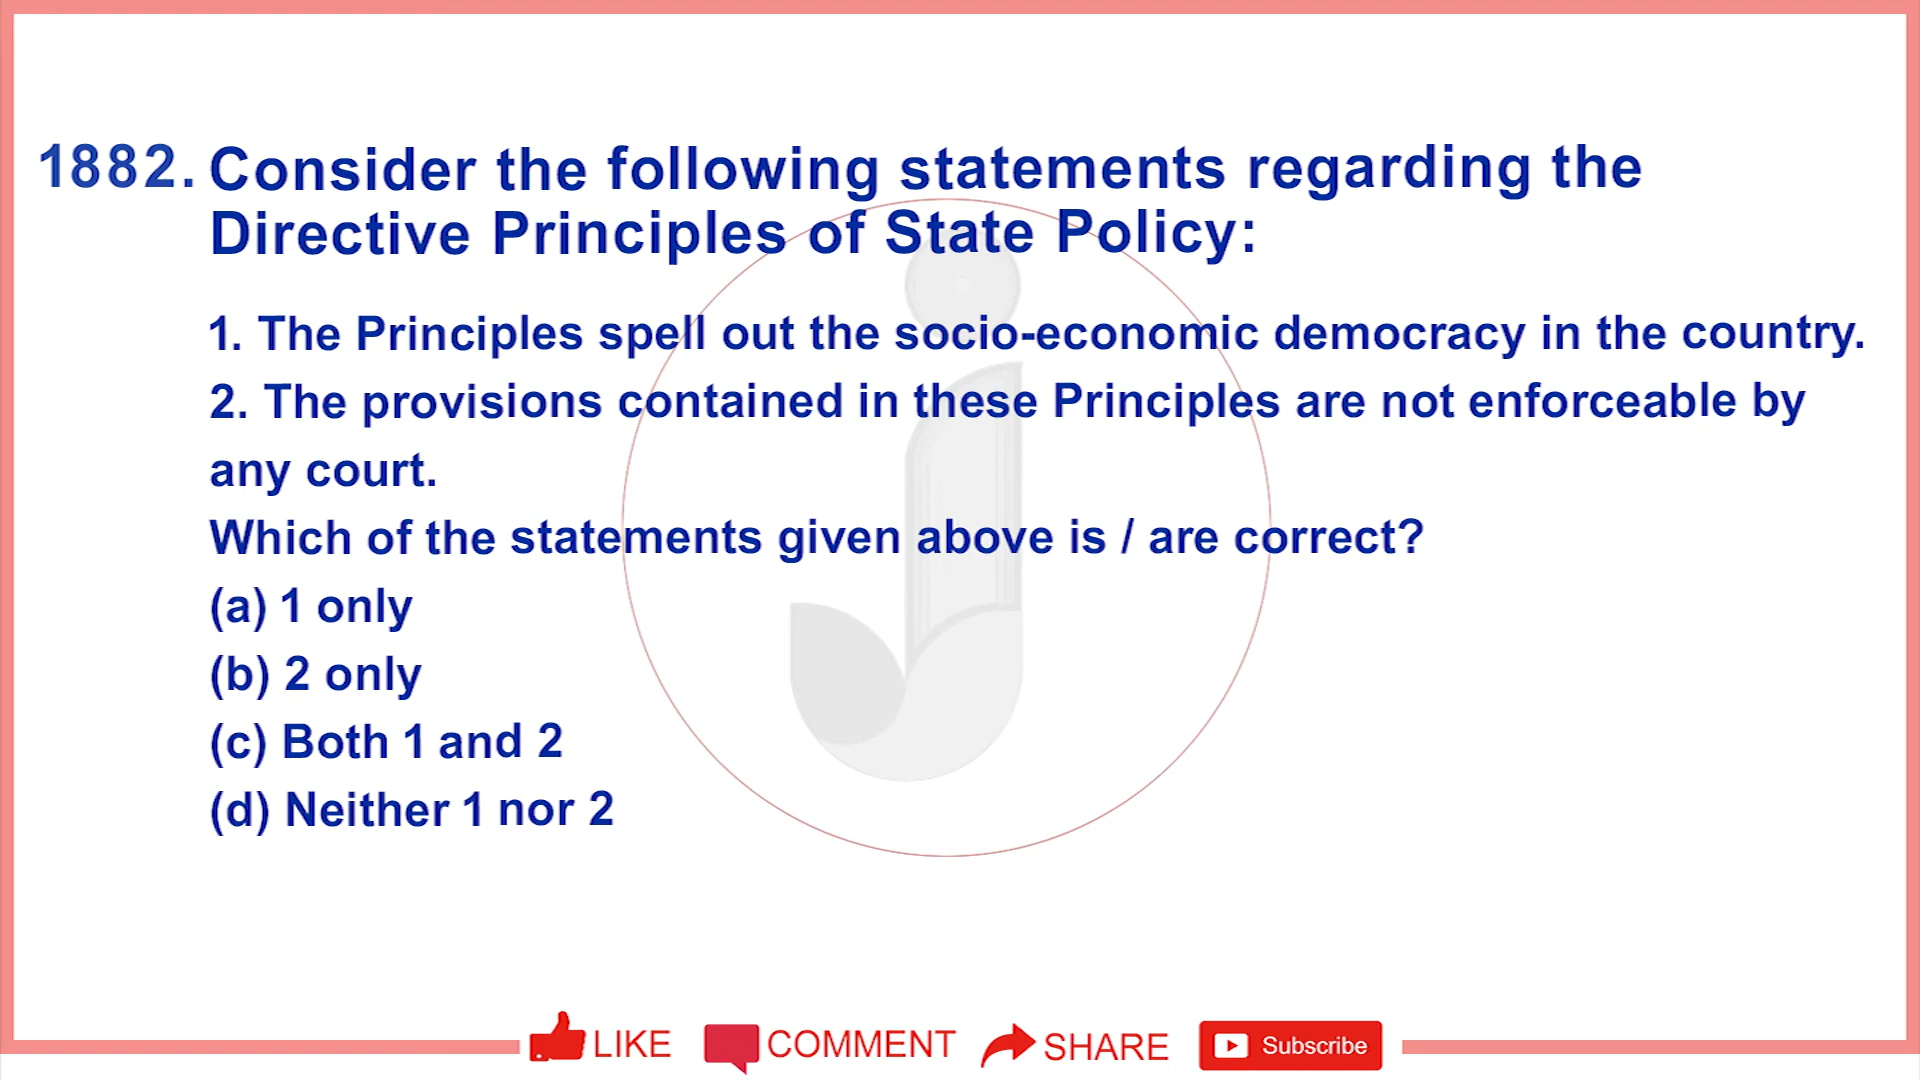 1882. Consider the following statements regarding the
Directive Principles of State Policy:
1. The Principles spell out the socio-economic democracy in the country.
2. The provisions contained in these Principles are not enforceable by
any court.
Which of the statements given above is / are correct?
(a) 1 only
(b) 2 only
(c) Both 1 and 2
(d) Neither 1 nor 2
LIKE COMMENT SHARE Subscribe